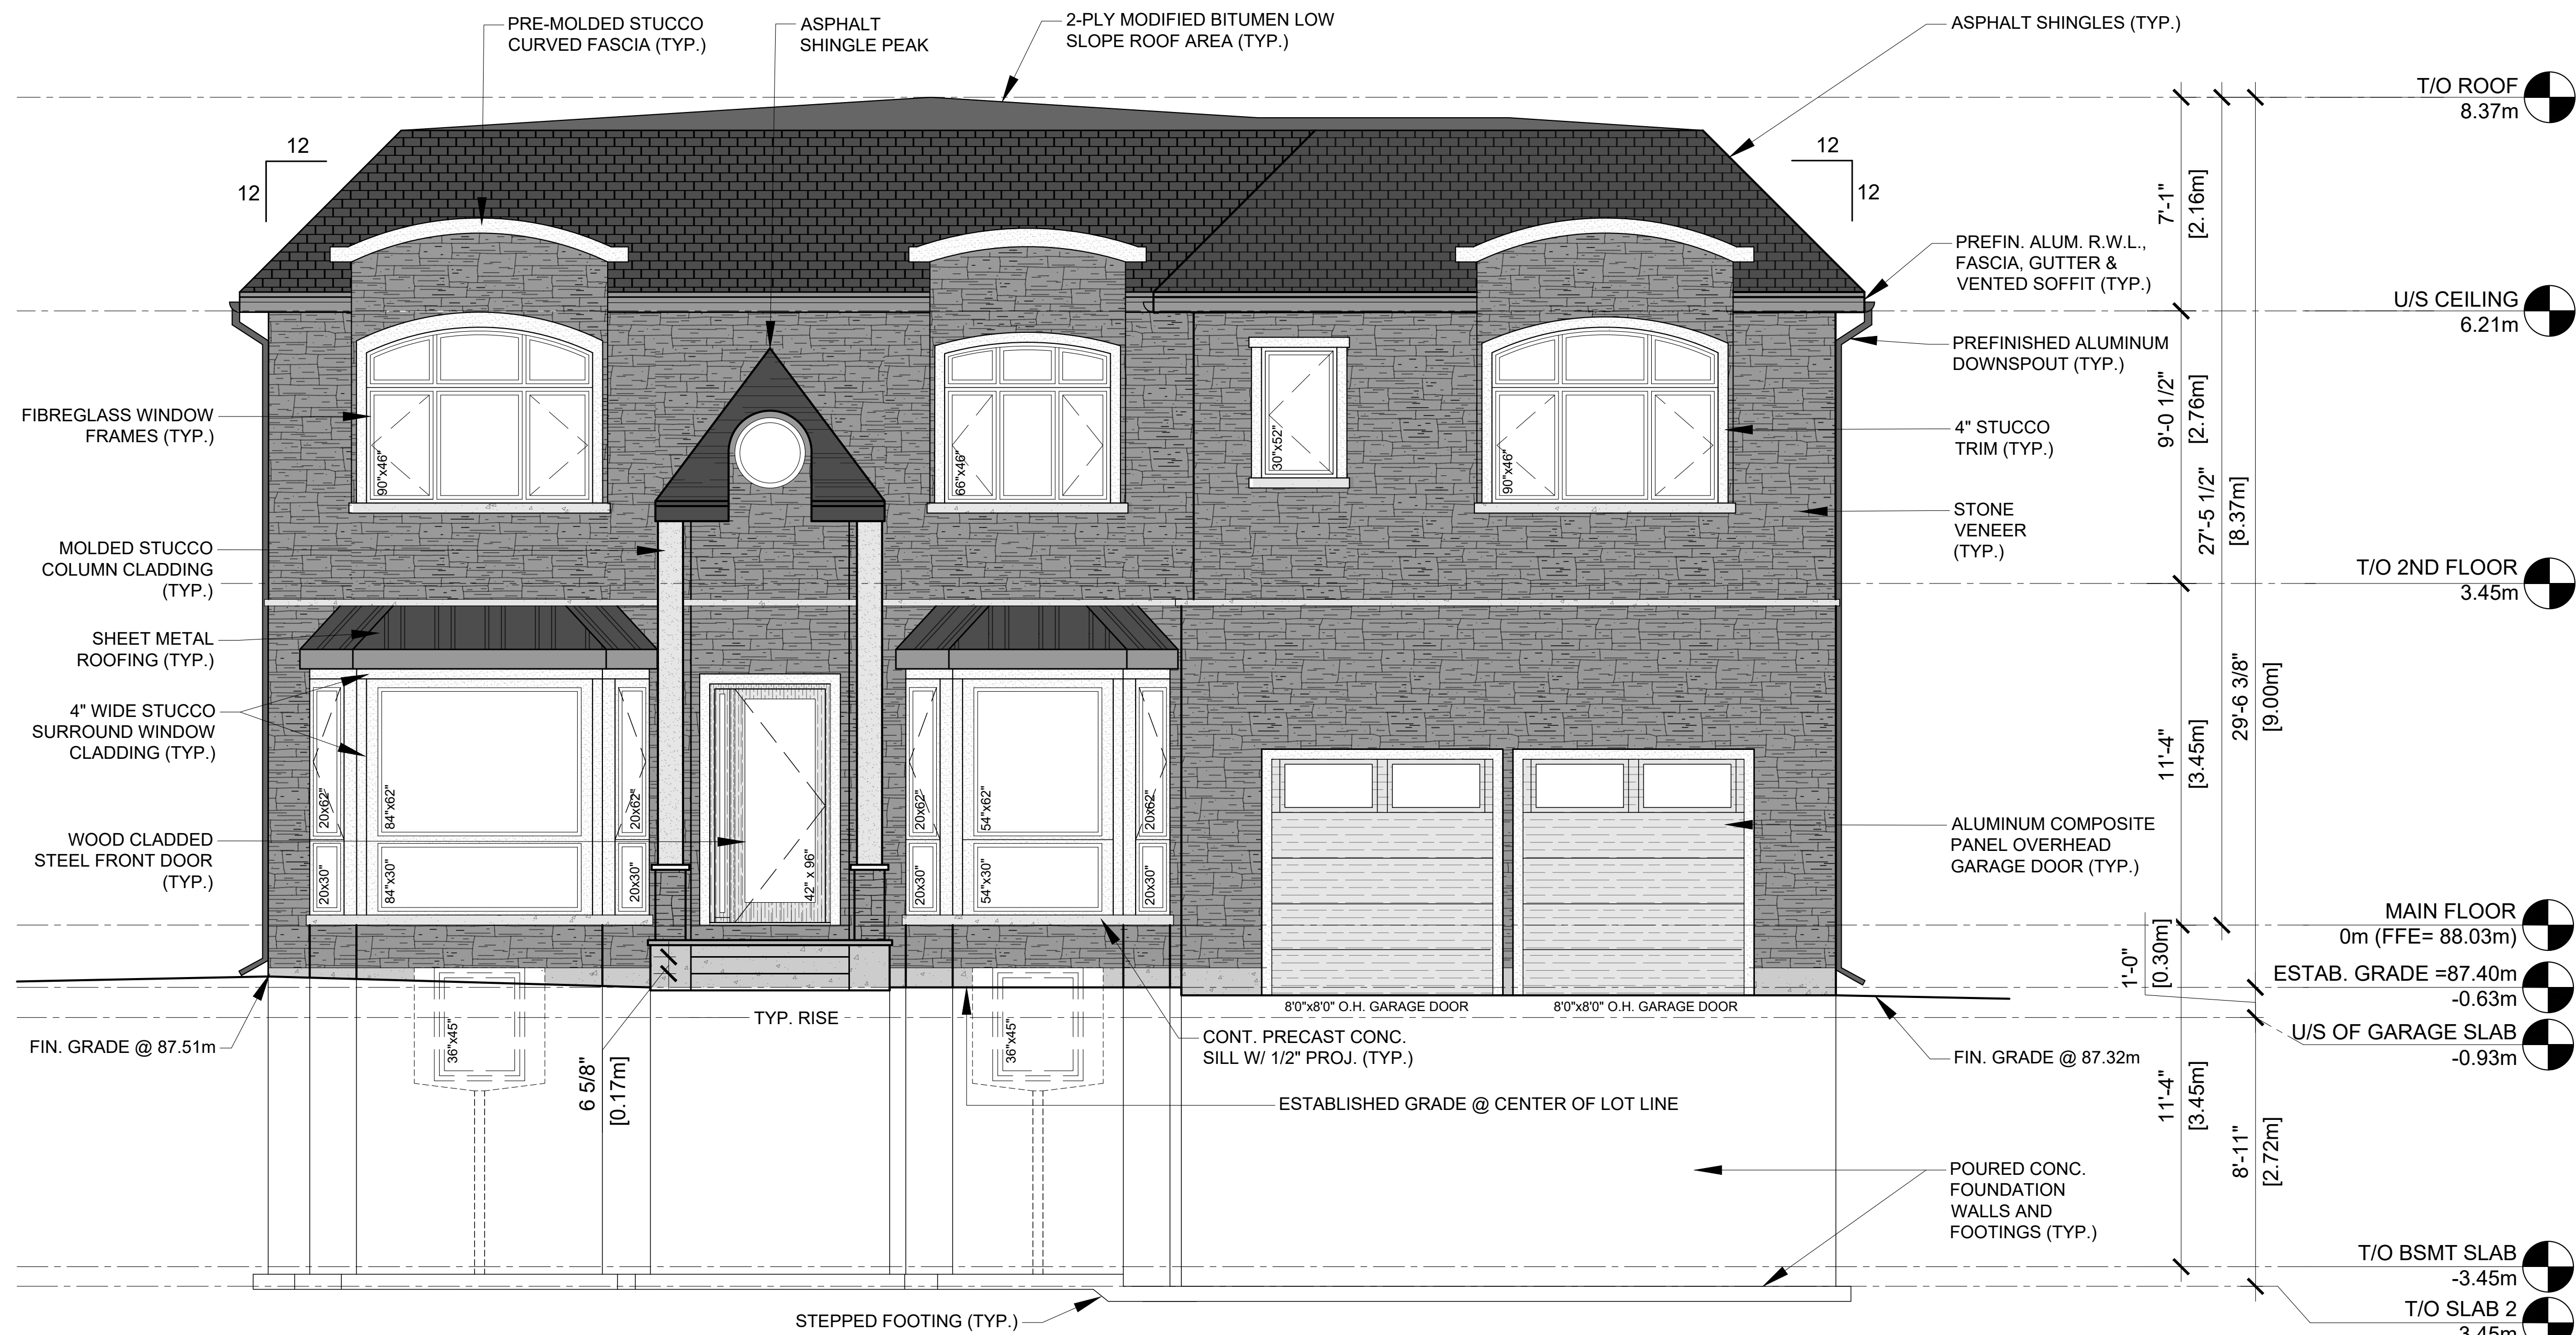 PRE-MOLDED STUCCO
CURVED FASCIA (TYP.)
ASPHALT
SHINGLE PEAK
2-PLY MODIFIED BITUMEN LOW
SLOPE ROOF AREA (TYP.)
ASPHALT SHINGLES (TYP.)
T/O ROOF
8.37m
12
12
12
12
7'-1"
[2.16m]
PREFIN. ALUM. R.W.L.,
FASCIA, GUTTER &
VENTED SOFFIT (TYP.)
U/S CEILING
6.21m
PREFINISHED ALUMINUM
DOWNSPOUT (TYP.)
FIBREGLASS WINDOW
FRAMES (TYP.)
90"x46"
66"x46"
30"x52"
90"x46"
4" STUCCO
TRIM (TYP.)
9'-0 1/2"
[2.76m]
27'-5 1/2"
[8.37m]
STONE
VENEER
(TYP.)
MOLDED STUCCO
COLUMN CLADDING
(TYP.)
T/O 2ND FLOOR
3.45m
SHEET METAL
ROOFING (TYP.)
29'-6 3/8"
[9.00m]
4" WIDE STUCCO
SURROUND WINDOW
CLADDING (TYP.)
11'-4"
[3.45m]
20x62"
84"x62"
20x62"
20x62"
54"x62"
20x62"
WOOD CLADDED
STEEL FRONT DOOR
(TYP.)
20x30"
84"x30"
20x30"
42" x 96"
20x30"
54"x30"
20x30"
ALUMINUM COMPOSITE
PANEL OVERHEAD
GARAGE DOOR (TYP.)
MAIN FLOOR
0m (FFE= 88.03m)
1'-0"
[0.30m]
ESTAB. GRADE =87.40m
-0.63m
8'0"x8'0" O.H. GARAGE DOOR
8'0"x8'0" O.H. GARAGE DOOR
TYP. RISE
U/S OF GARAGE SLAB
-0.93m
FIN. GRADE @ 87.51m
36"x45"
36"x45"
CONT. PRECAST CONC.
SILL W/ 1/2" PROJ. (TYP.)
FIN. GRADE @ 87.32m
6 5/8"
[0.17m]
ESTABLISHED GRADE @ CENTER OF LOT LINE
11'-4"
[3.45m]
8'-11"
[2.72m]
POURED CONC.
FOUNDATION
WALLS AND
FOOTINGS (TYP.)
T/O BSMT SLAB
-3.45m
STEPPED FOOTING (TYP.)
T/O SLAB 2